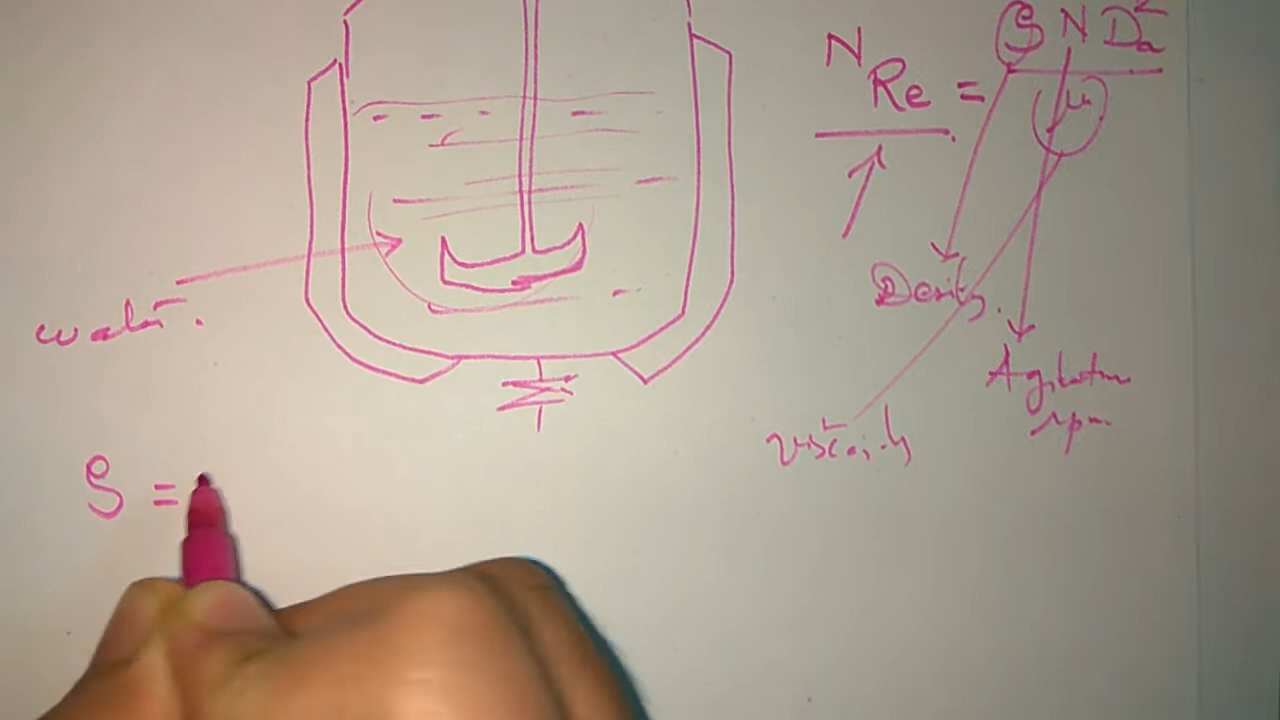 N Re = ρ N Da²
μ
Density
Agitator
rpm
water.
viscosity
ρ =